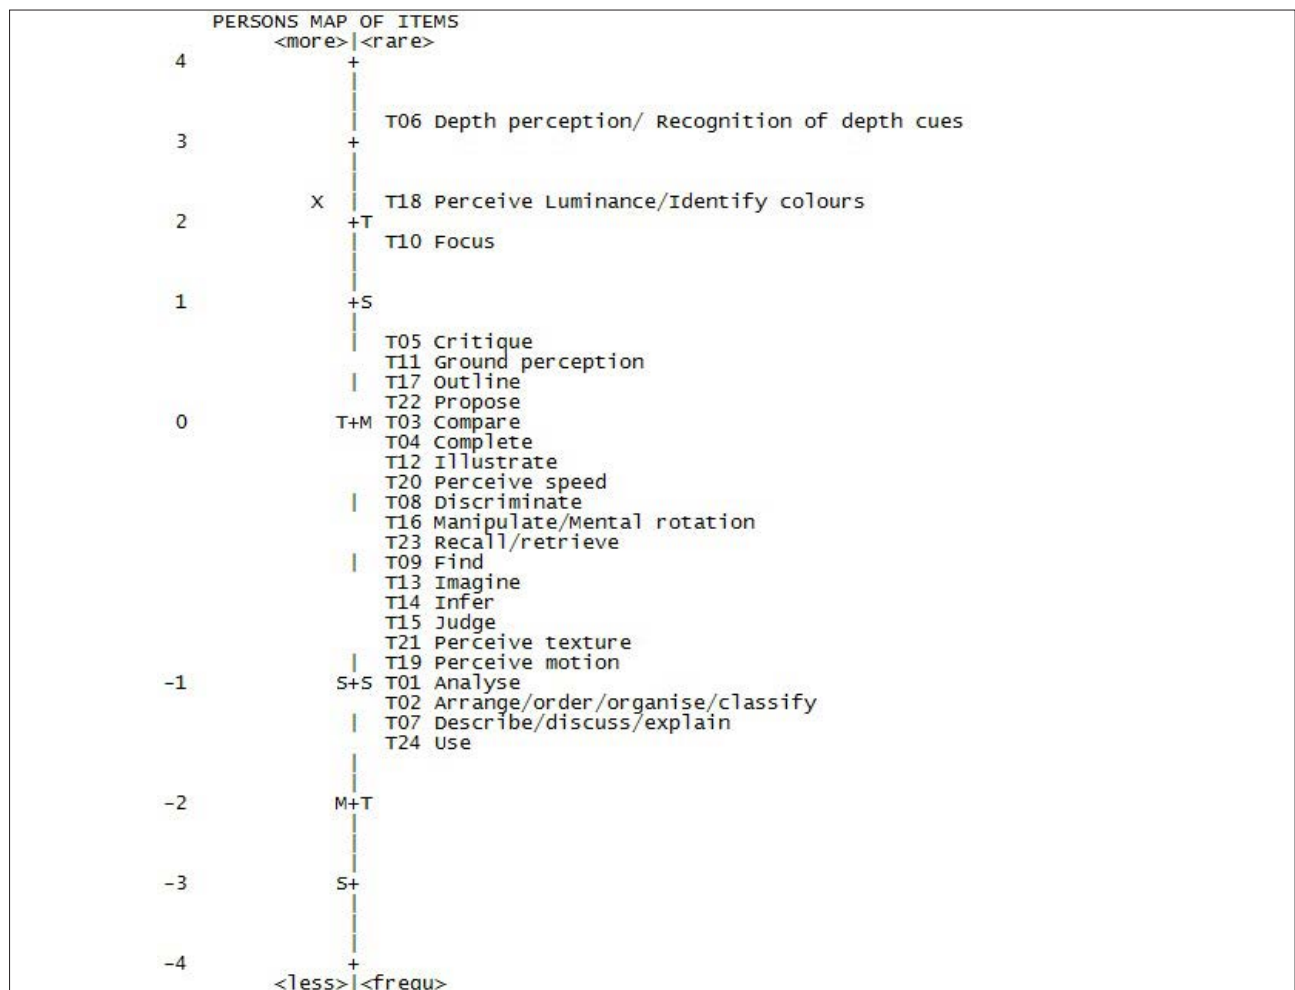 PERSONS MAP OF ITEMS
<more>|<rare>
4 +
|
|
| T06 Depth perception/ Recognition of depth cues
3 +
|
|
X | T18 Perceive Luminance/Identify colours
2 +T
| T10 Focus
|
|
1 +S
|
| T05 Critique
T11 Ground perception
| T17 Outline
T22 Propose
0 T+M T03 Compare
T04 Complete
T12 Illustrate
T20 Perceive speed
| T08 Discriminate
T16 Manipulate/Mental rotation
T23 Recall/retrieve
| T09 Find
T13 Imagine
T14 Infer
T15 Judge
T21 Perceive texture
| T19 Perceive motion
-1 S+S T01 Analyse
T02 Arrange/order/organise/classify
| T07 Describe/discuss/explain
T24 Use
|
|
-2 M+T
|
|
|
-3 S+
|
|
|
-4 +
<less>|<frequ>